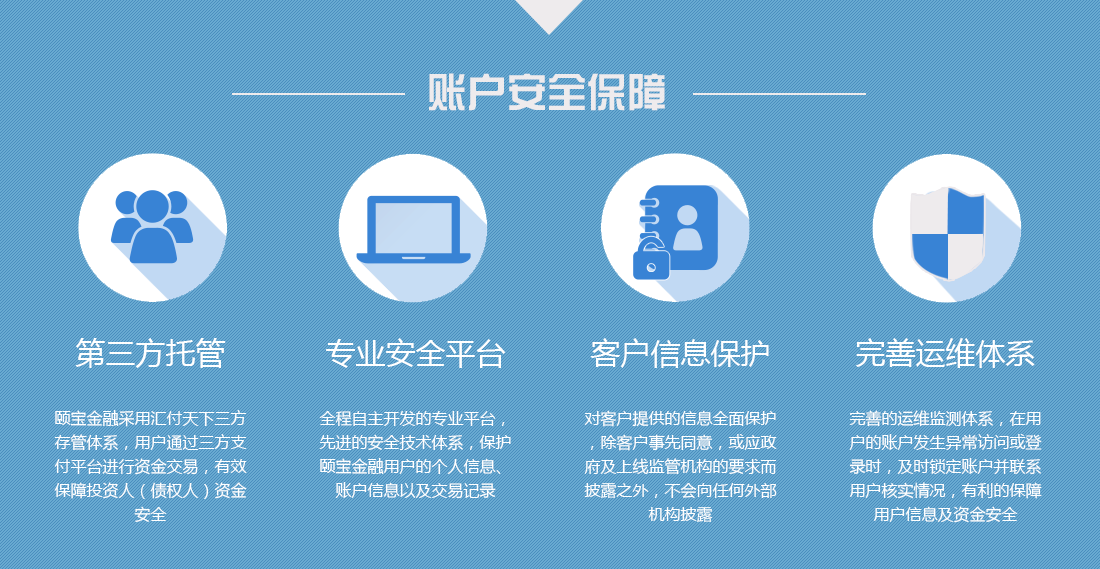 账户安全保障
第三方托管
颐宝金融采用汇付天下三方
存管体系，用户通过三方支
付平台进行资金交易，有效
保障投资人（债权人）资金
安全
专业安全平台
全程自主开发的专业平台，
先进的安全技术体系，保护
颐宝金融用户的个人信息、
账户信息以及交易记录
客户信息保护
对客户提供的信息全面保护
，除客户事先同意，或应政
府及上线监管机构的要求而
披露之外，不会向任何外部
机构披露
完善运维体系
完善的运维监测体系，在用
户的账户发生异常访问或登
录时，及时锁定账户并联系
用户核实情况，有利的保障
用户信息及资金安全